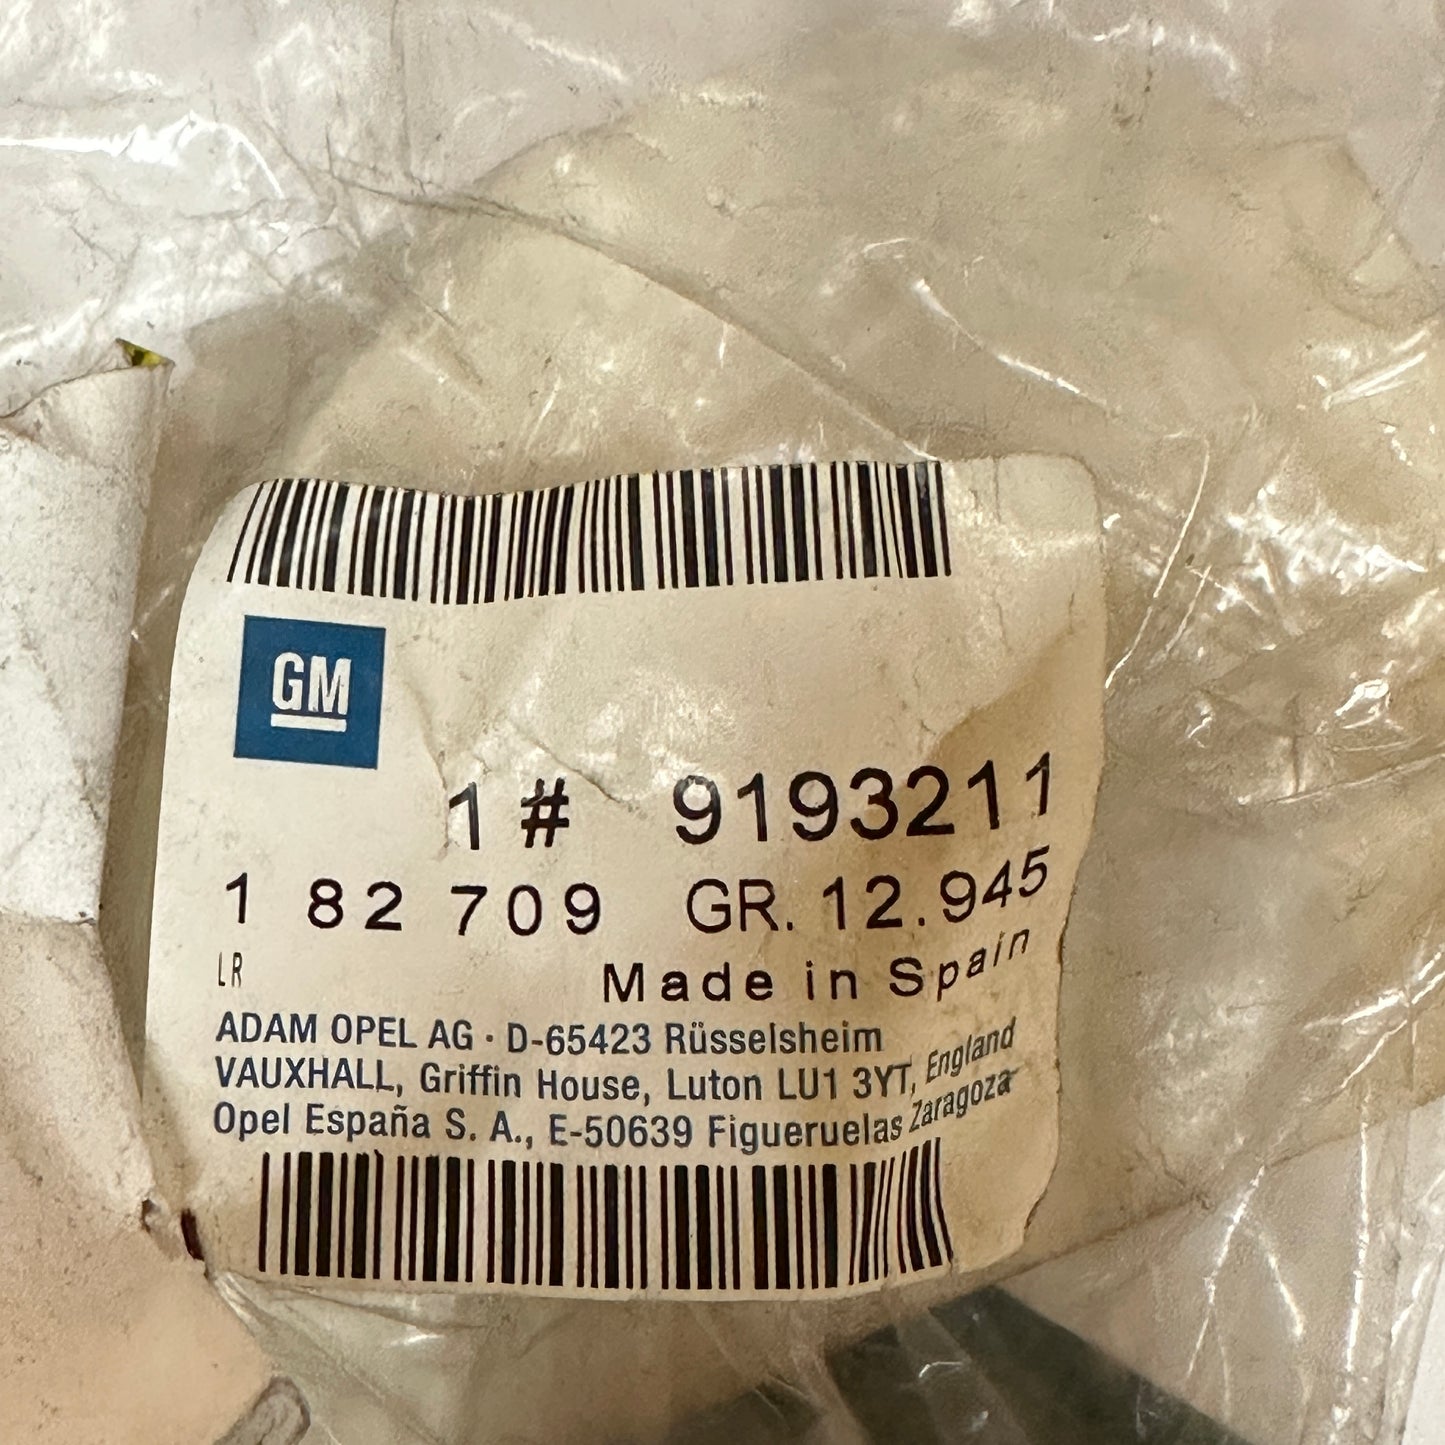 GM
1 # 9193211
1 82 709 GR. 12.945
LR
Made in Spain
ADAM OPEL AG · D-65423 Rüsselsheim
VAUXHALL, Griffin House, Luton LU1 3YT, England
Opel España S. A., E-50639 Figueruelas Zaragoza